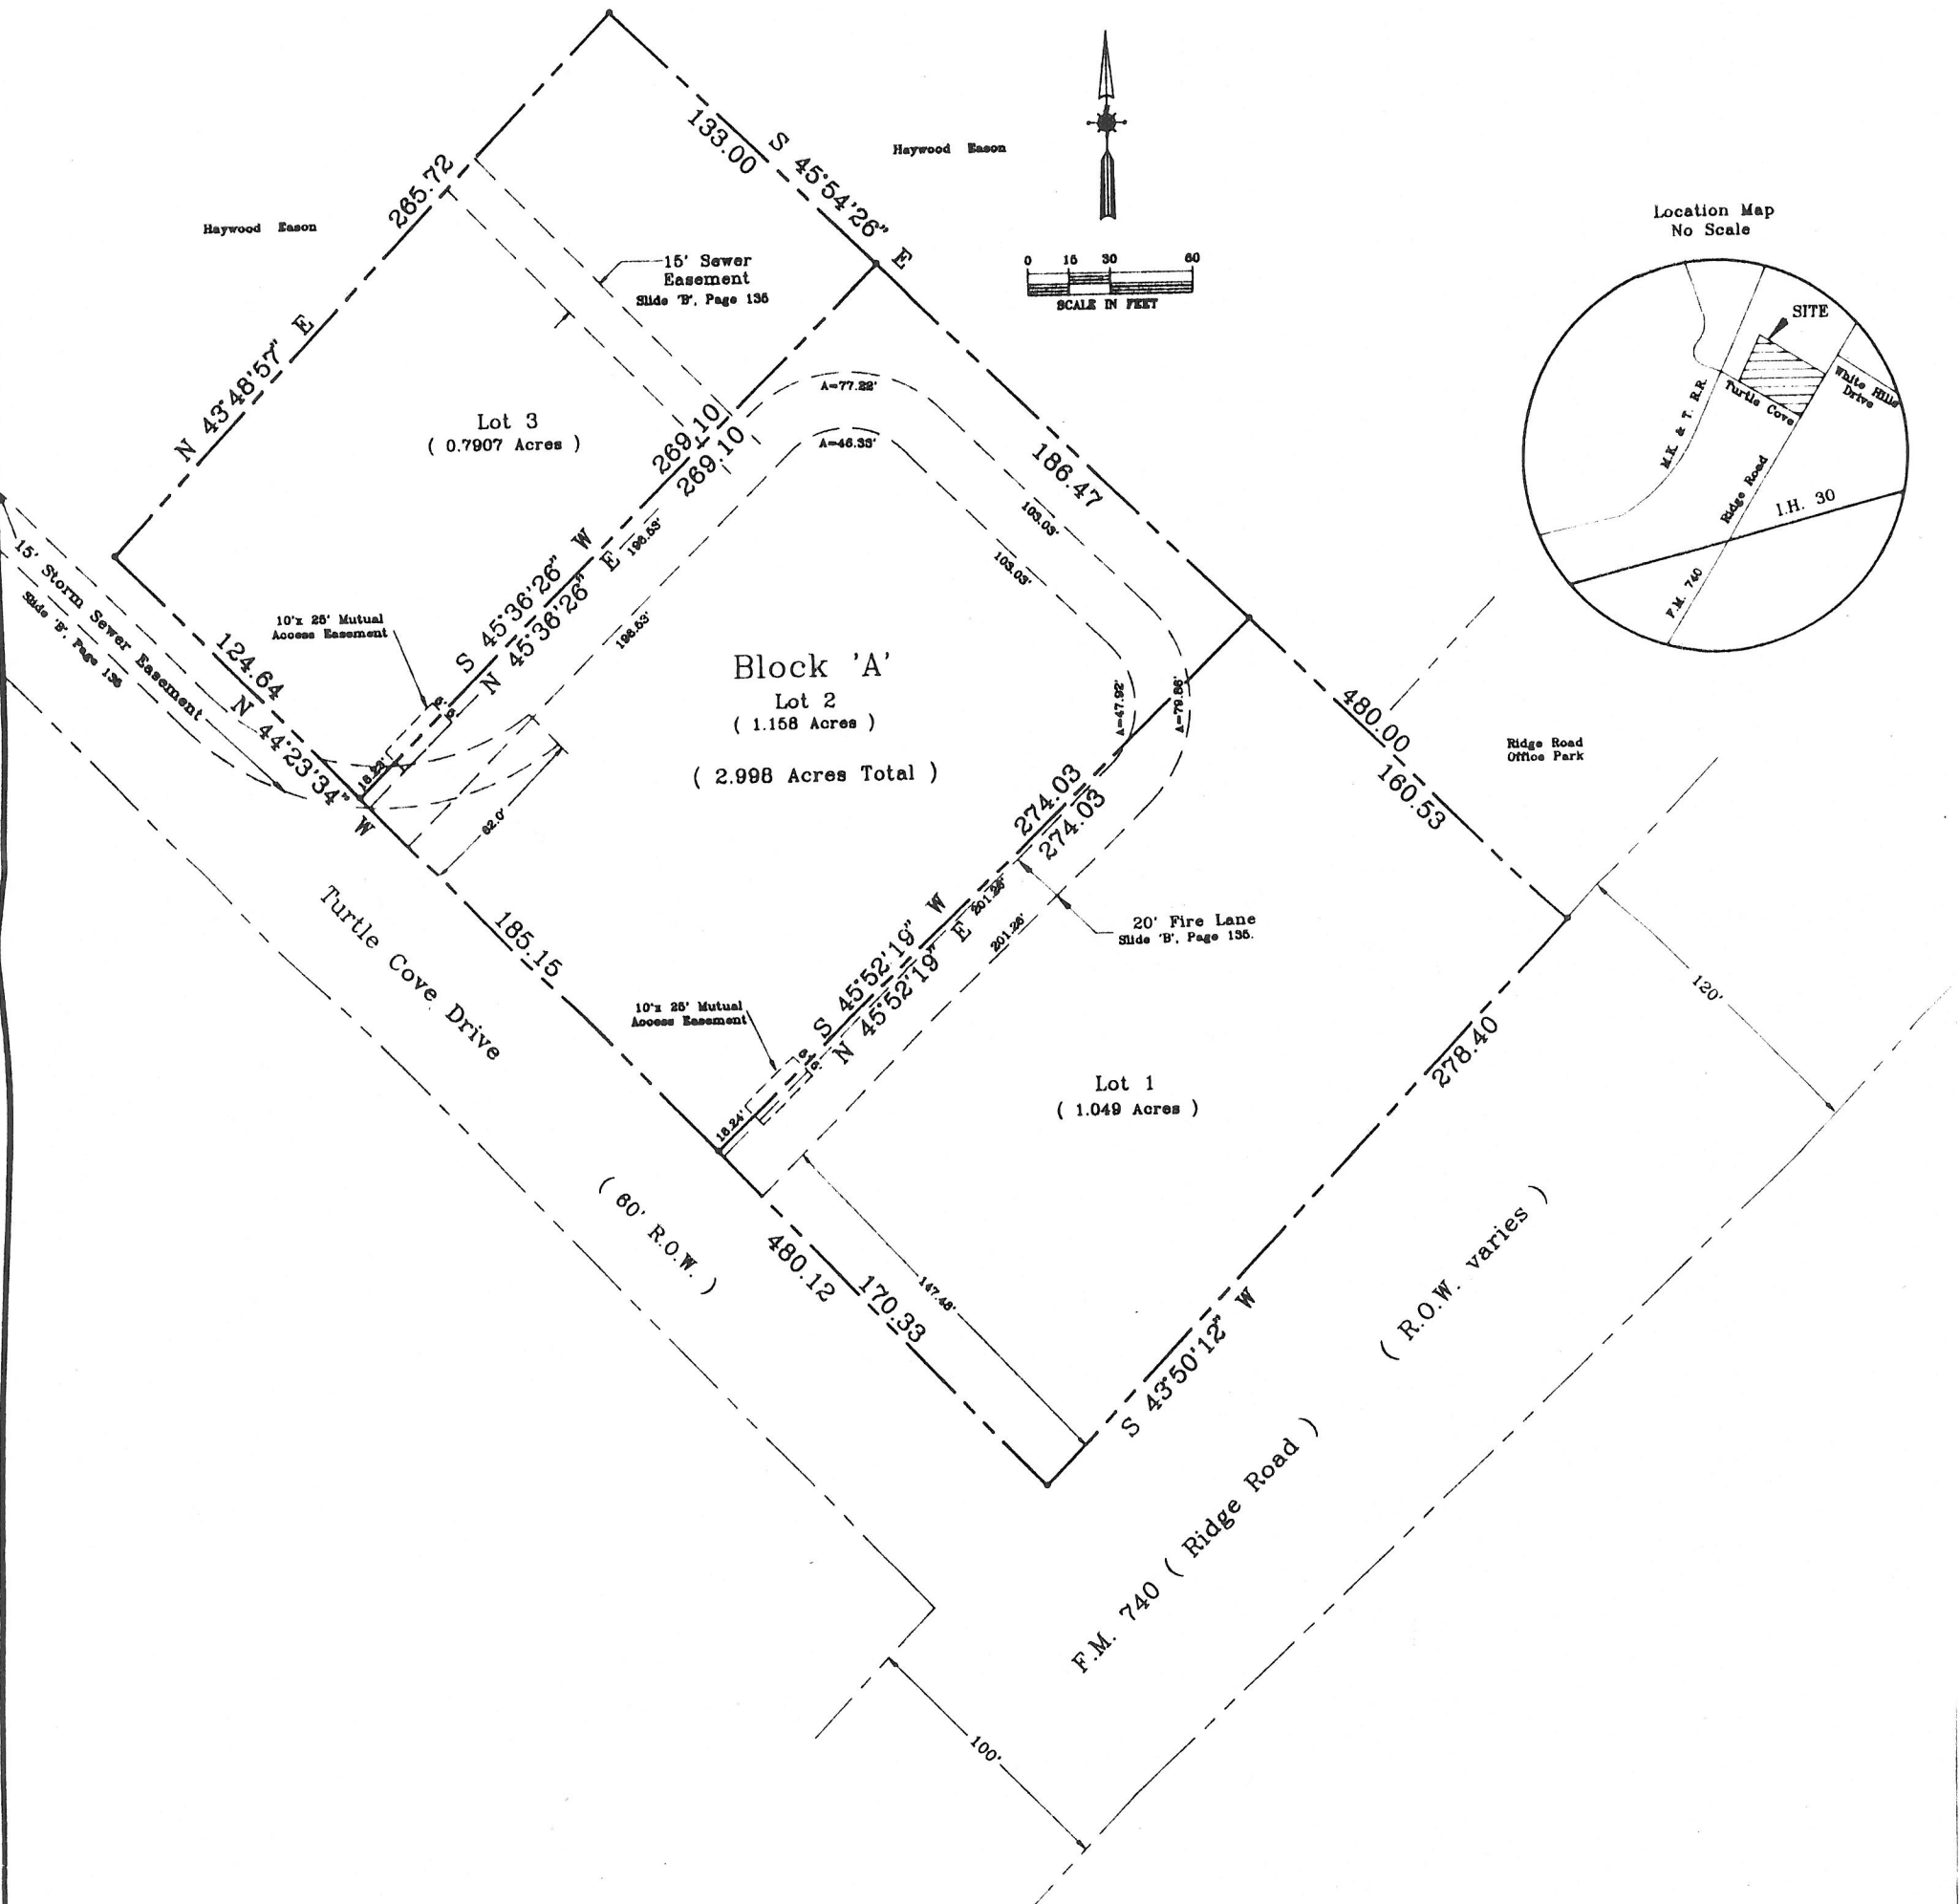 133.00
S 45°54'26" E
Haywood Eason
265.72
Haywood Eason
Location Map
No Scale
15' Sewer
Easement
Slide 'B', Page 135
0 15 30 60
SCALE IN FEET
SITE
White Hills
Drive
Turtle Cove
M.K. & T. R.R.
Ridge Road
I.H. 30
F.M. 740
N 43°48'57" E
A=77.22'
Lot 3
( 0.7907 Acres )
269.10
269.10
A=46.33'
186.47
103.03'
103.03'
15' Storm Sewer Easement
Slide 'B', Page 135
S 45°36'26" W
N 45°36'26" E
196.53'
196.53'
10'x 25' Mutual
Access Easement
124.64
N 44°23'34" W
5' 5'
Block 'A'
Lot 2
( 1.158 Acres )
( 2.998 Acres Total )
A=47.92'
A=79.86'
480.00
160.53
Ridge Road
Office Park
62.0'
274.03
274.03
Turtle Cove Drive
185.15
S 45°52'19" W
N 45°52'19" E
201.26'
201.26'
20' Fire Lane
Slide 'B', Page 135.
120'
10'x 25' Mutual
Access Easement
278.40
18.24'
Lot 1
( 1.049 Acres )
( 60' R.O.W. )
480.12
170.33
147.48'
S 43°50'12" W
( R.O.W. varies )
F.M. 740 ( Ridge Road )
100'